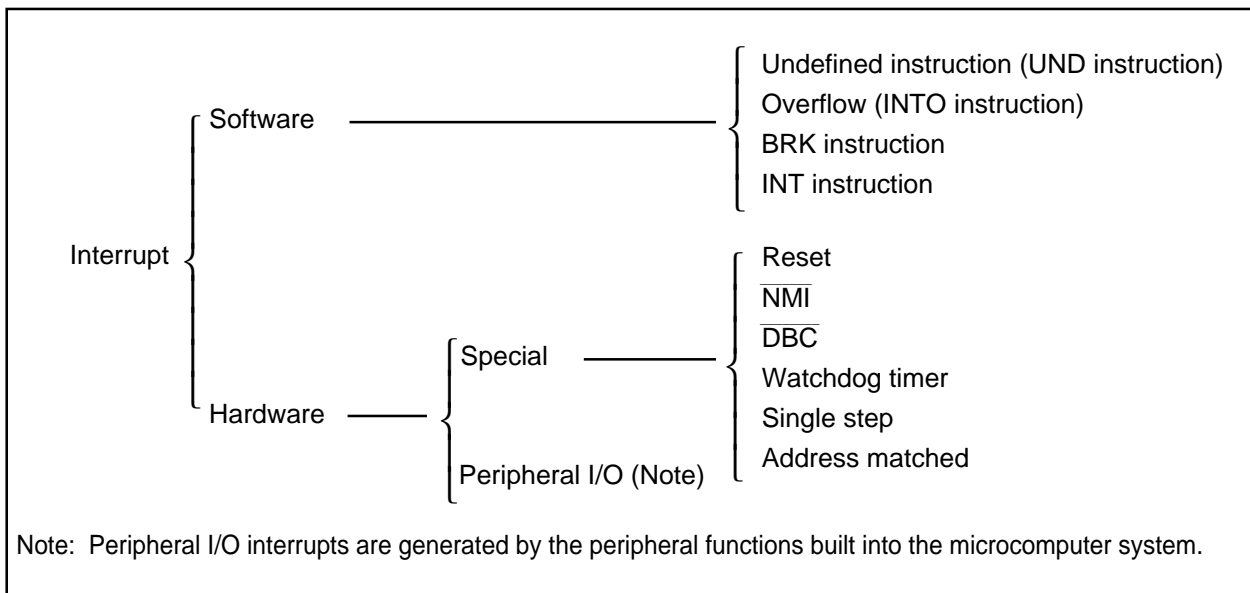 Interrupt
Software
Undefined instruction (UND instruction)
Overflow (INTO instruction)
BRK instruction
INT instruction
Hardware
Special
Reset
N̅M̅I̅
D̅B̅C̅
Watchdog timer
Single step
Address matched
Peripheral I/O (Note)
Note: Peripheral I/O interrupts are generated by the peripheral functions built into the microcomputer system.